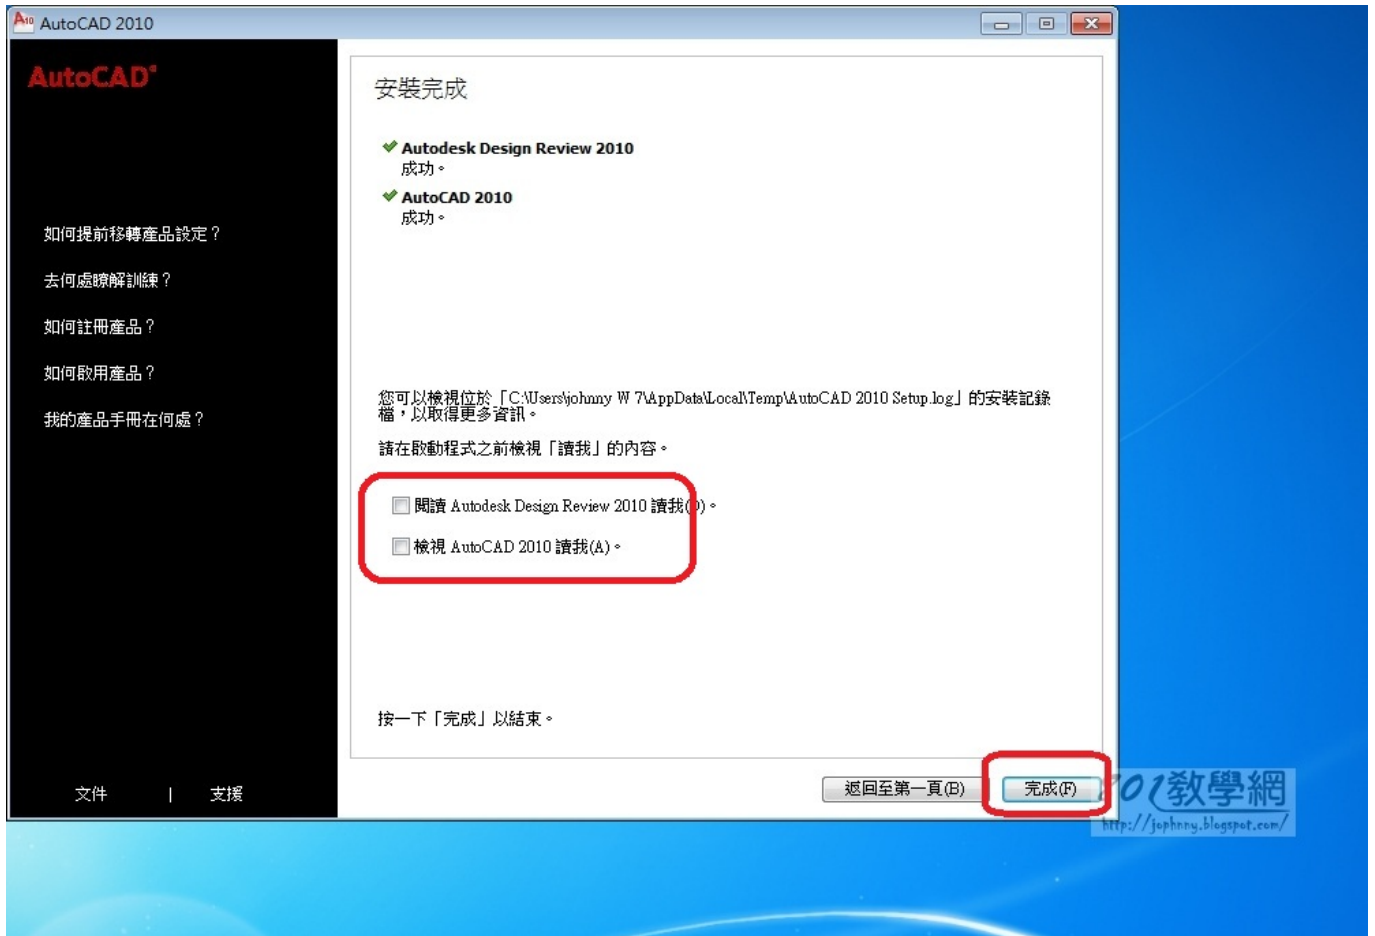 AutoCAD 2010
AutoCAD
安裝完成
Autodesk Design Review 2010
成功。
AutoCAD 2010
成功。
如何提前移轉產品設定？
去何處瞭解訓練？
如何註冊產品？
如何啟用產品？
我的產品手冊在何處？
您可以檢視位於「C:\Users\johnny W 7\AppData\Local\Temp\AutoCAD 2010 Setup.log」的安裝記錄
檔，以取得更多資訊。
請在啟動程式之前檢視「讀我」的內容。
閱讀 Autodesk Design Review 2010 讀我(D)。
檢視 AutoCAD 2010 讀我(A)。
按一下「完成」以結束。
文件 | 支援
返回至第一頁(B)
完成(F)
教學網
http://jophnny.blogspot.com/